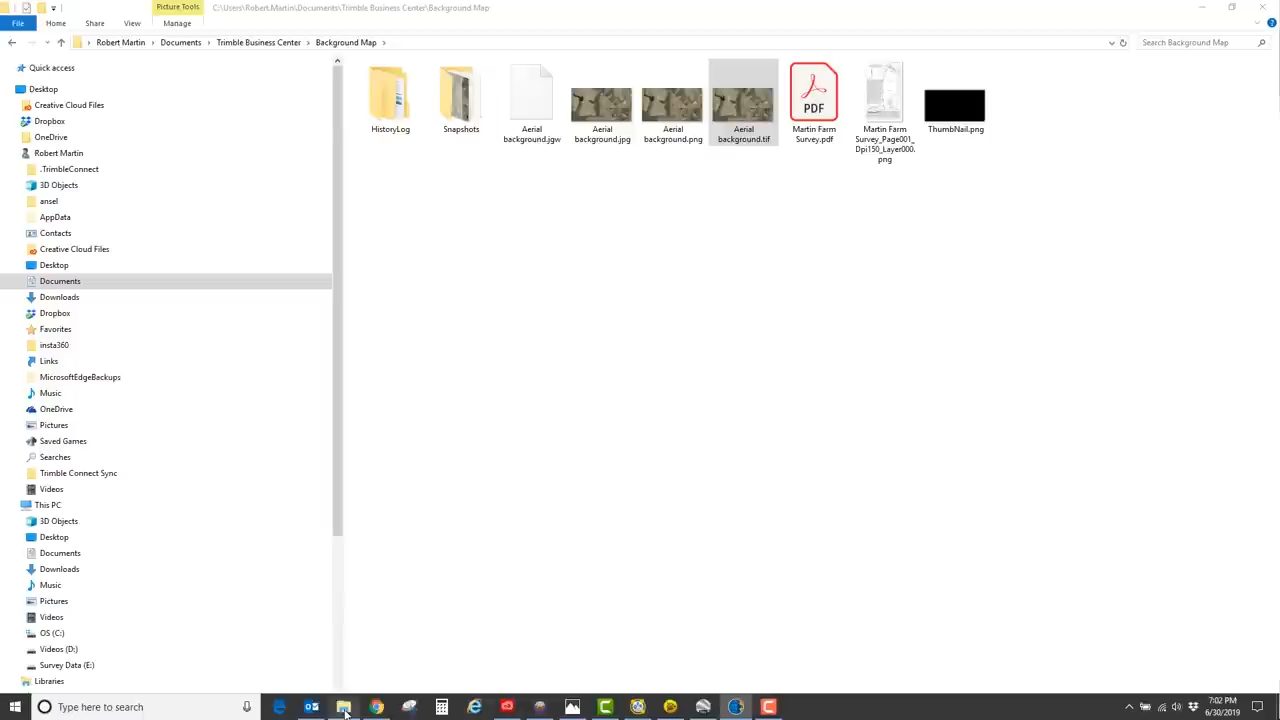 Picture Tools
C:\Users\Robert.Martin\Documents\Trimble Business Center\Background Map
File
Home
Share
View
Manage
Robert Martin
Documents
Trimble Business Center
Background Map
Search Background Map
Quick access
Desktop
Creative Cloud Files
Dropbox
OneDrive
Robert Martin
.TrimbleConnect
3D Objects
ansel
AppData
Contacts
Creative Cloud Files
Desktop
Documents
Downloads
Dropbox
Favorites
insta360
Links
MicrosoftEdgeBackups
Music
OneDrive
Pictures
Saved Games
Searches
Trimble Connect Sync
Videos
This PC
3D Objects
Desktop
Documents
Downloads
Music
Pictures
Videos
OS (C:)
Videos (D:)
Survey Data (E:)
Libraries
HistoryLog
Snapshots
Aerial
background.jgw
Aerial
background.jpg
Aerial
background.png
Aerial
background.tif
PDF
Martin Farm
Survey.pdf
Martin Farm
Survey_Page001_
Dpi150_Layer000.
png
ThumbNail.png
Type here to search
7:02 PM
6/30/2019